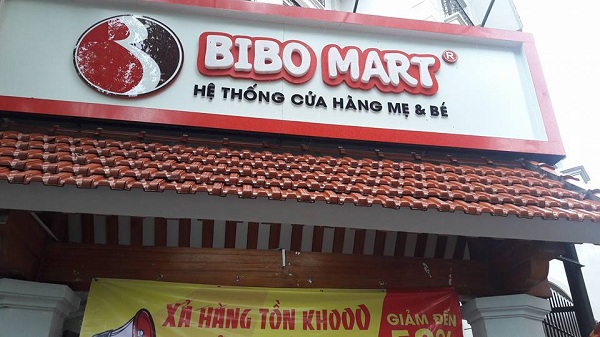 BIBO MART®
HỆ THỐNG CỬA HÀNG MẸ & BÉ
XẢ HÀNG TỒN KHOOO
GIẢM ĐẾN